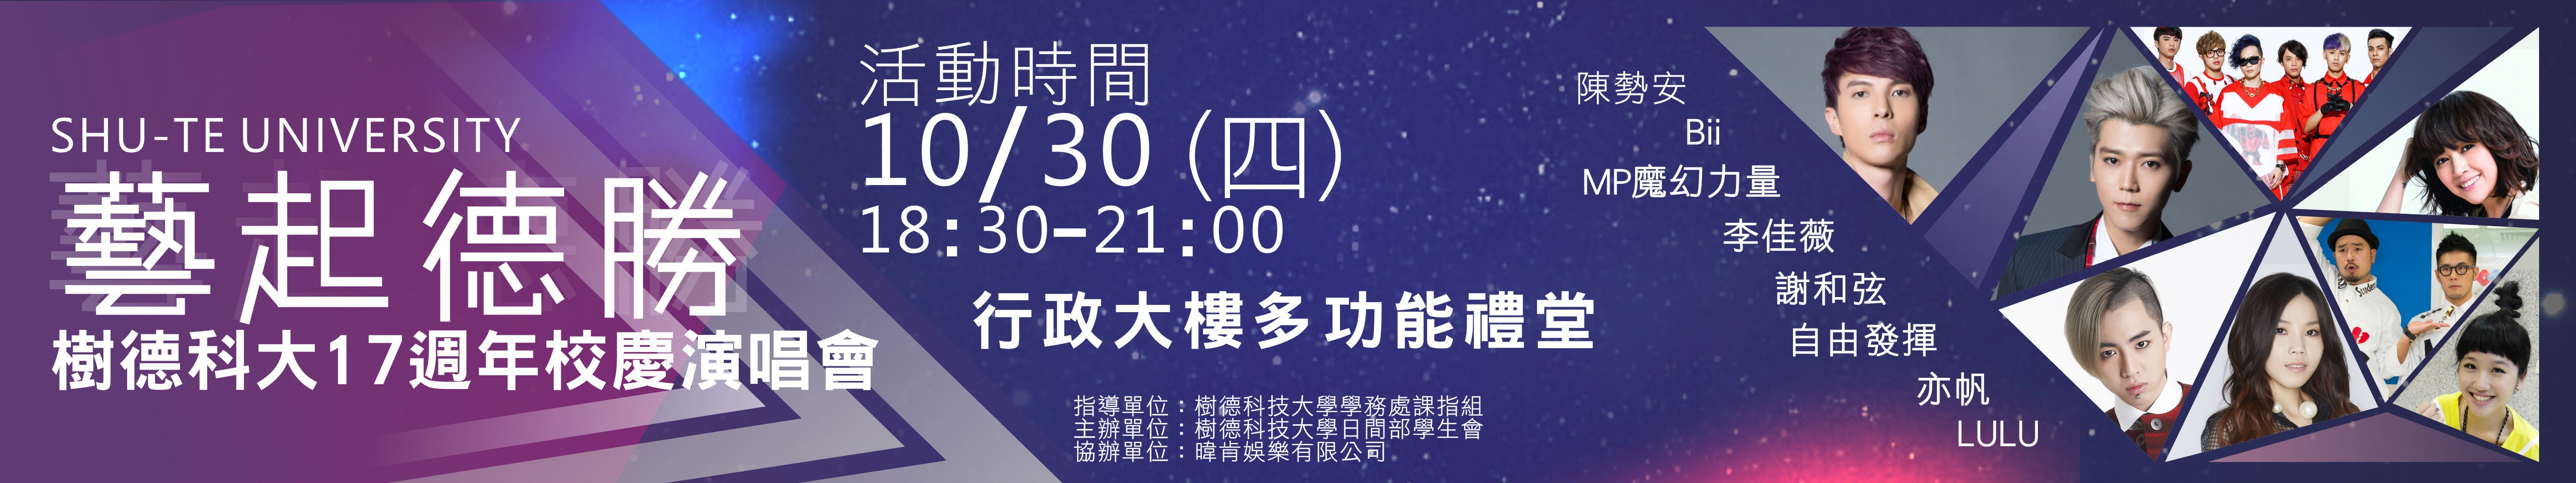 SHU-TE UNIVERSITY
藝起德勝
樹德科大17週年校慶演唱會
活動時間
10/30 (四)
18:30-21:00
行政大樓多功能禮堂
指導單位：樹德科技大學學務處課指組
主辦單位：樹德科技大學日間部學生會
協辦單位：暐肯娛樂有限公司
陳勢安
Bii
MP魔幻力量
李佳薇
謝和弦
自由發揮
亦帆
LULU